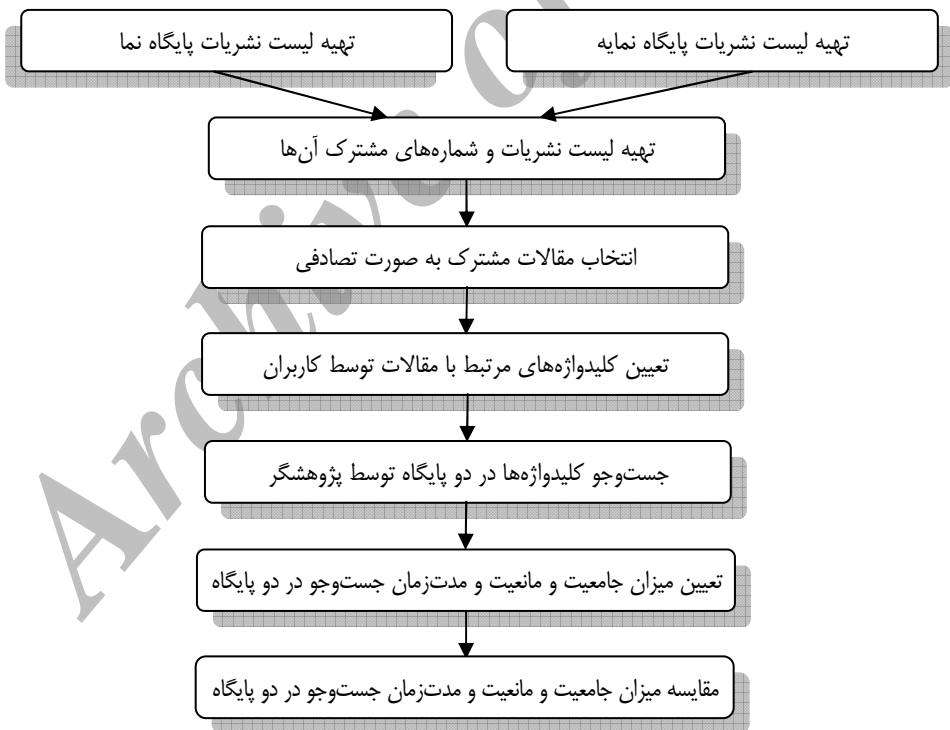 تهیه لیست نشریات پایگاه نمایه
تهیه لیست نشریات پایگاه نما
تهیه لیست نشریات و شماره‌های مشترک آن‌ها
انتخاب مقالات مشترک به صورت تصادفی
تعیین کلیدواژه‌های مرتبط با مقالات توسط کاربران
جست‌وجو کلیدواژه‌ها در دو پایگاه توسط پژوهشگر
تعیین میزان جامعیت و مانعیت و مدت‌زمان جست‌وجو در دو پایگاه
مقایسه میزان جامعیت و مانعیت و مدت‌زمان جست‌وجو در دو پایگاه
Archive of